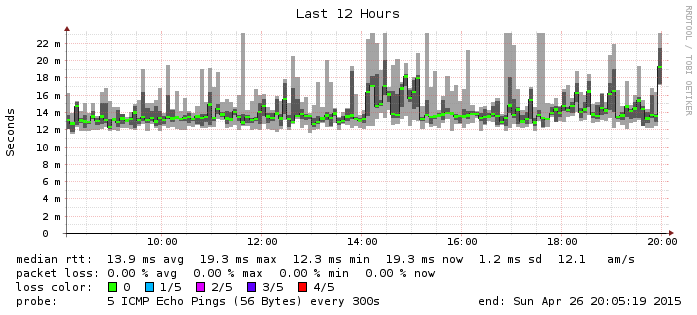 Last 12 Hours
RRDTOOL / TOBI OETIKER
Seconds
22 m
20 m
18 m
16 m
14 m
12 m
10 m
8 m
6 m
4 m
2 m
0
10:00 12:00 14:00 16:00 18:00 20:00
median rtt: 13.9 ms avg 19.3 ms max 12.3 ms min 19.3 ms now 1.2 ms sd 12.1 am/s
packet loss: 0.00 % avg 0.00 % max 0.00 % min 0.00 % now
loss color: 0 1/5 2/5 3/5 4/5
probe: 5 ICMP Echo Pings (56 Bytes) every 300s end: Sun Apr 26 20:05:19 2015